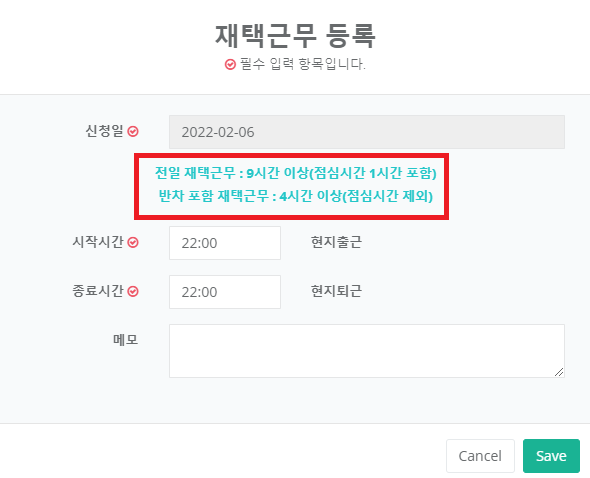 재택근무 등록
필수 입력 항목입니다.
신청일 2022-02-06
전일 재택근무 : 9시간 이상(점심시간 1시간 포함)
반차 포함 재택근무 : 4시간 이상(점심시간 제외)
시작시간 22:00 현지출근
종료시간 22:00 현지퇴근
메모
Cancel Save